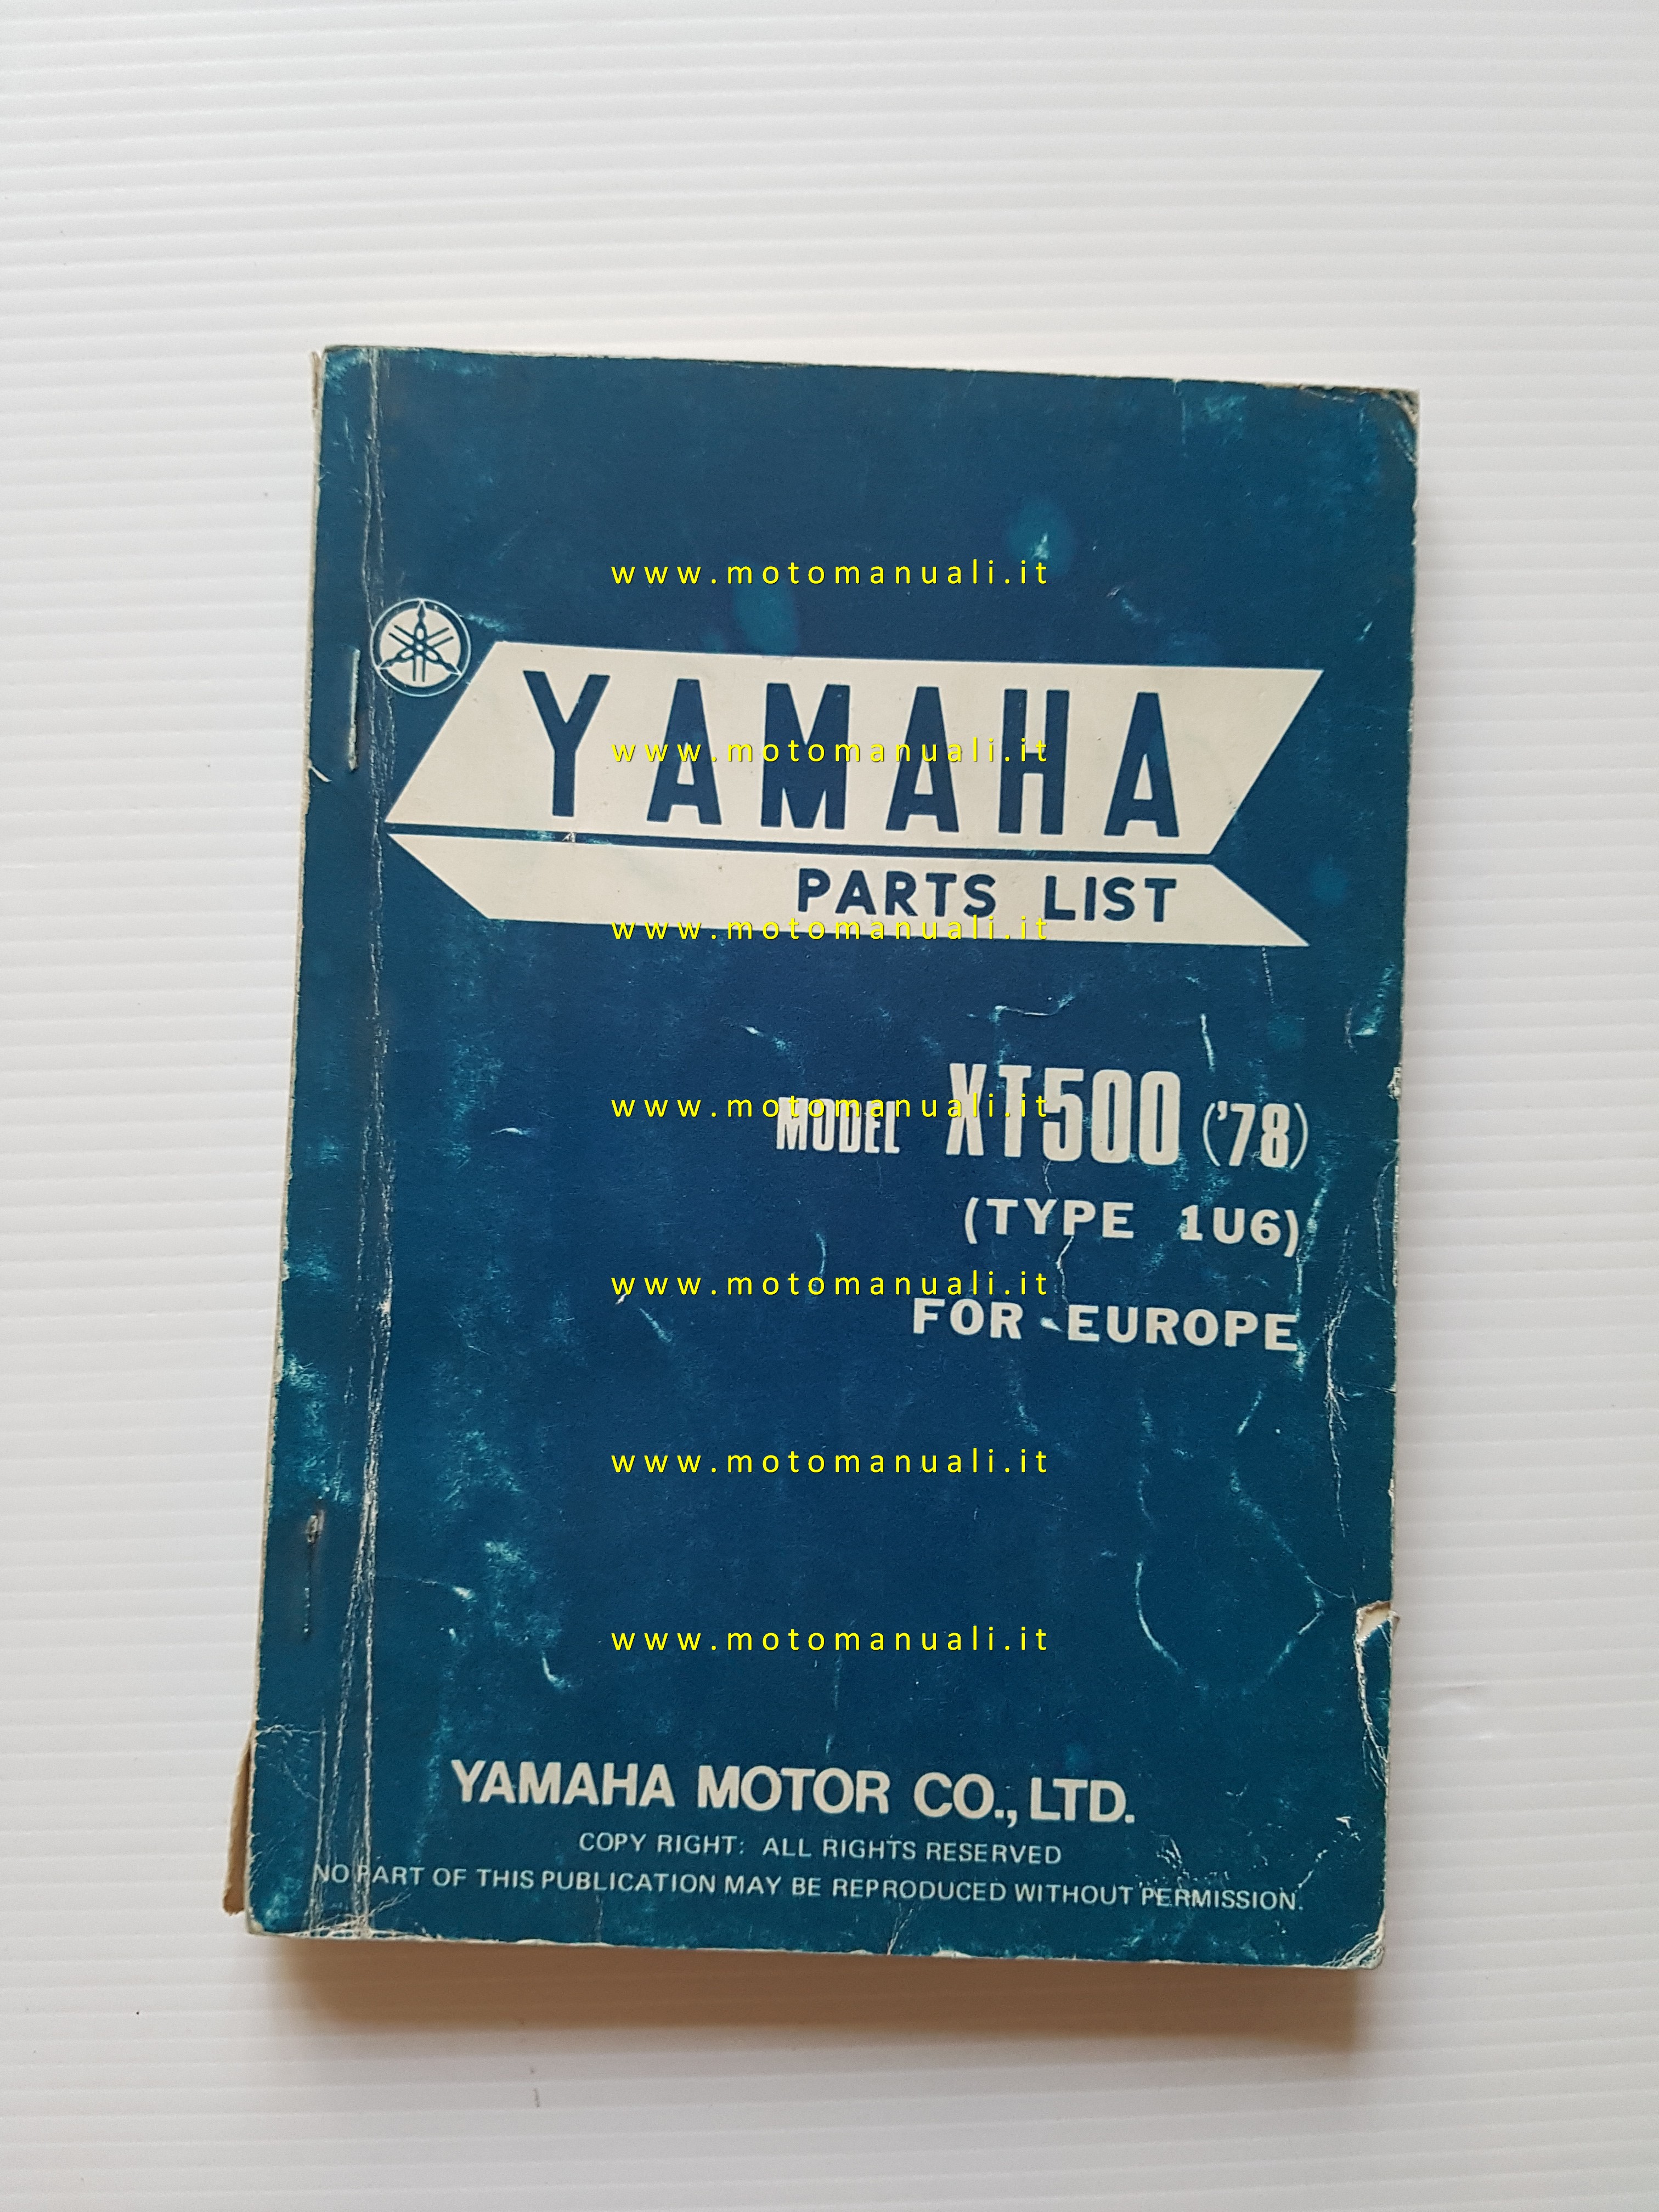 www.motomanuali.it
YAMAHA
www.motomanuali.it
PARTS LIST
www.motomanuali.it
MODEL XT500 ('78)
www.motomanuali.it
(TYPE 1U6)
www.motomanuali.it
FOR EUROPE
www.motomanuali.it
www.motomanuali.it
YAMAHA MOTOR CO., LTD.
COPY RIGHT: ALL RIGHTS RESERVED
NO PART OF THIS PUBLICATION MAY BE REPRODUCED WITHOUT PERMISSION.